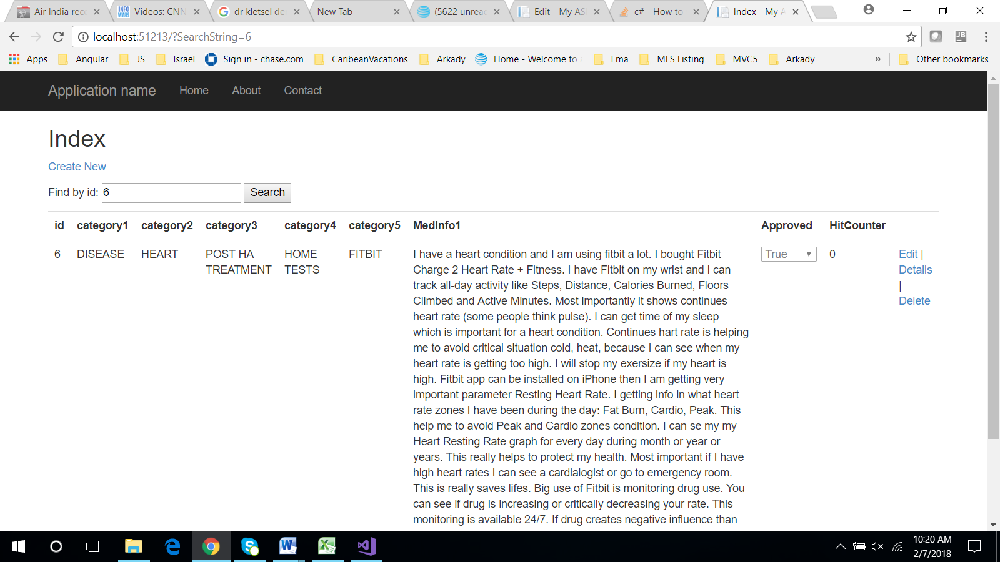 Air India rece
INFO WARS Videos: CNN
dr kletsel der
New Tab
(5622 unread
Edit - My AS
c# - How to
Index - My A
localhost:51213/?SearchString=6
JB
Apps Angular JS Israel Sign in - chase.com CaribeanVacations Arkady Home - Welcome to Ema MLS Listing MVC5 Arkady » Other bookmarks
Application name Home About Contact
Index
Create New
Find by id: 6 Search
id category1 category2 category3 category4 category5 MedInfo1 Approved HitCounter
6 DISEASE HEART POST HA HOME FITBIT I have a heart condition and I am using fitbit a lot. I bought Fitbit True 0 Edit |
TREATMENT TESTS Charge 2 Heart Rate + Fitness. I have Fitbit on my wrist and I can Details
track all-day activity like Steps, Distance, Calories Burned, Floors |
Climbed and Active Minutes. Most importantly it shows continues Delete
heart rate (some people think pulse). I can get time of my sleep
which is important for a heart condition. Continues hart rate is helping
me to avoid critical situation cold, heat, because I can see when my
heart rate is getting too high. I will stop my exersize if my heart is
high. Fitbit app can be installed on iPhone then I am getting very
important parameter Resting Heart Rate. I getting info in what heart
rate zones I have been during the day: Fat Burn, Cardio, Peak. This
help me to avoid Peak and Cardio zones condition. I can se my my
Heart Resting Rate graph for every day during month or year or
years. This really helps to protect my health. Most important if I have
high heart rates I can see a cardialogist or go to emergency room.
This is really saves lifes. Big use of Fitbit is monitoring drug use. You
can see if drug is increasing or critically decreasing your rate. This
monitoring is available 24/7. If drug creates negative influence than
10:20 AM
2/7/2018